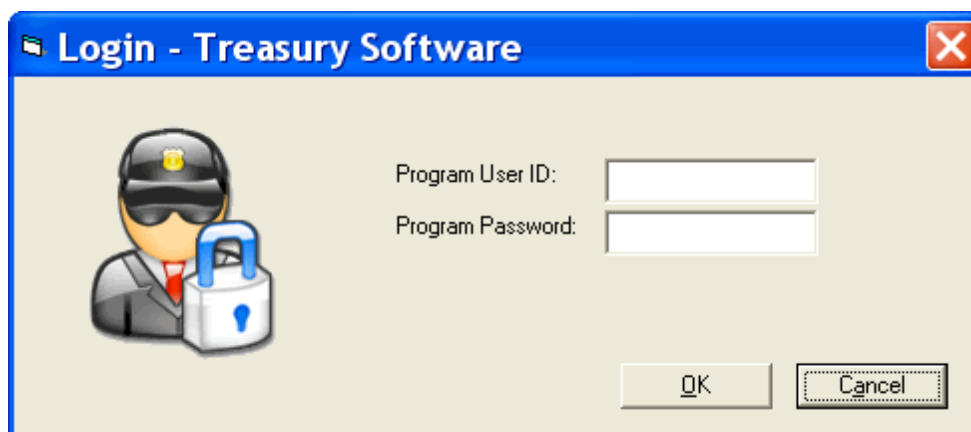 Login - Treasury Software
Program User ID:
Program Password:
OK
Cancel